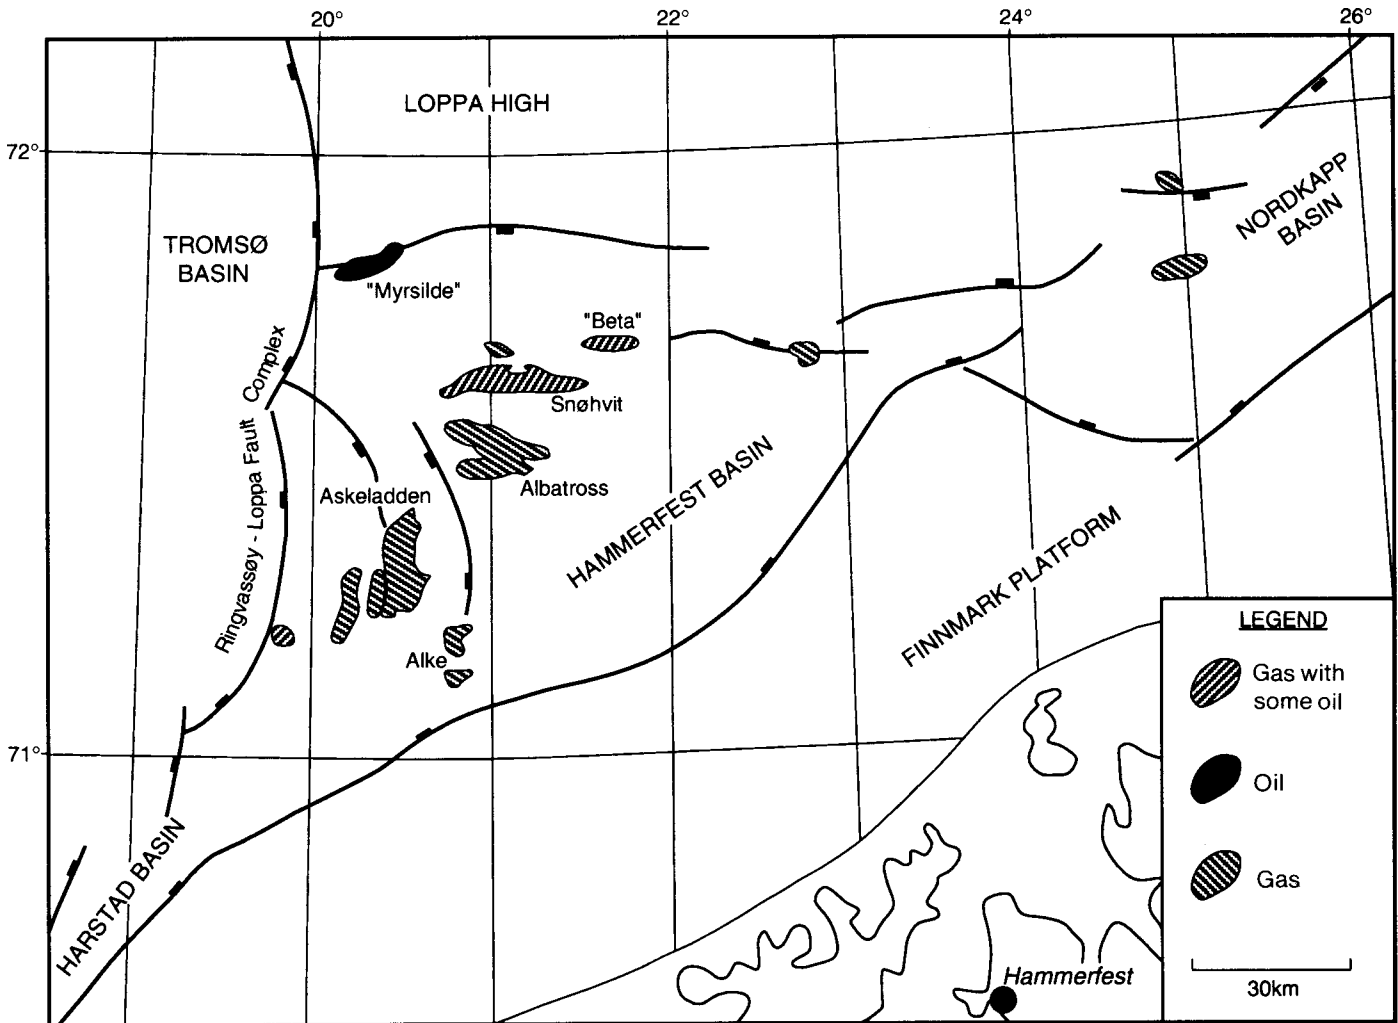 20°
22°
24°
26°
LOPPA HIGH
72°
NORDKAPP
BASIN
TROMSØ
BASIN
"Myrsilde"
"Beta"
Snøhvit
Ringvassøy - Loppa Fault Complex
Albatross
Askeladden
HAMMERFEST BASIN
FINNMARK PLATFORM
Alke
71°
HARSTAD BASIN
Hammerfest
LEGEND
Gas with
some oil
Oil
Gas
30km